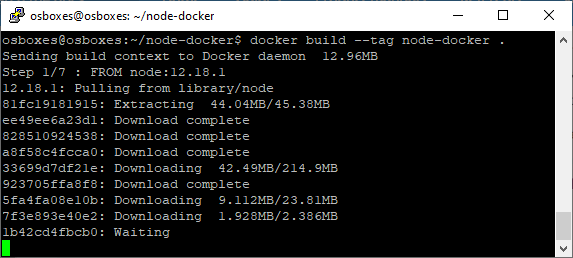 osboxes@osboxes: ~/node-docker
osboxes@osboxes:~/node-docker$ docker build --tag node-docker .
Sending build context to Docker daemon  12.96MB
Step 1/7 : FROM node:12.18.1
12.18.1: Pulling from library/node
81fc19181915: Extracting  44.04MB/45.38MB
ee49ee6a23d1: Download complete
828510924538: Download complete
a8f58c4fcca0: Download complete
33699d7df21e: Downloading  42.49MB/214.9MB
923705ffa8f8: Download complete
5fa4fa08e10b: Downloading  9.112MB/23.81MB
7f3e893e40e2: Downloading  1.928MB/2.386MB
1b42cd4fbcb0: Waiting